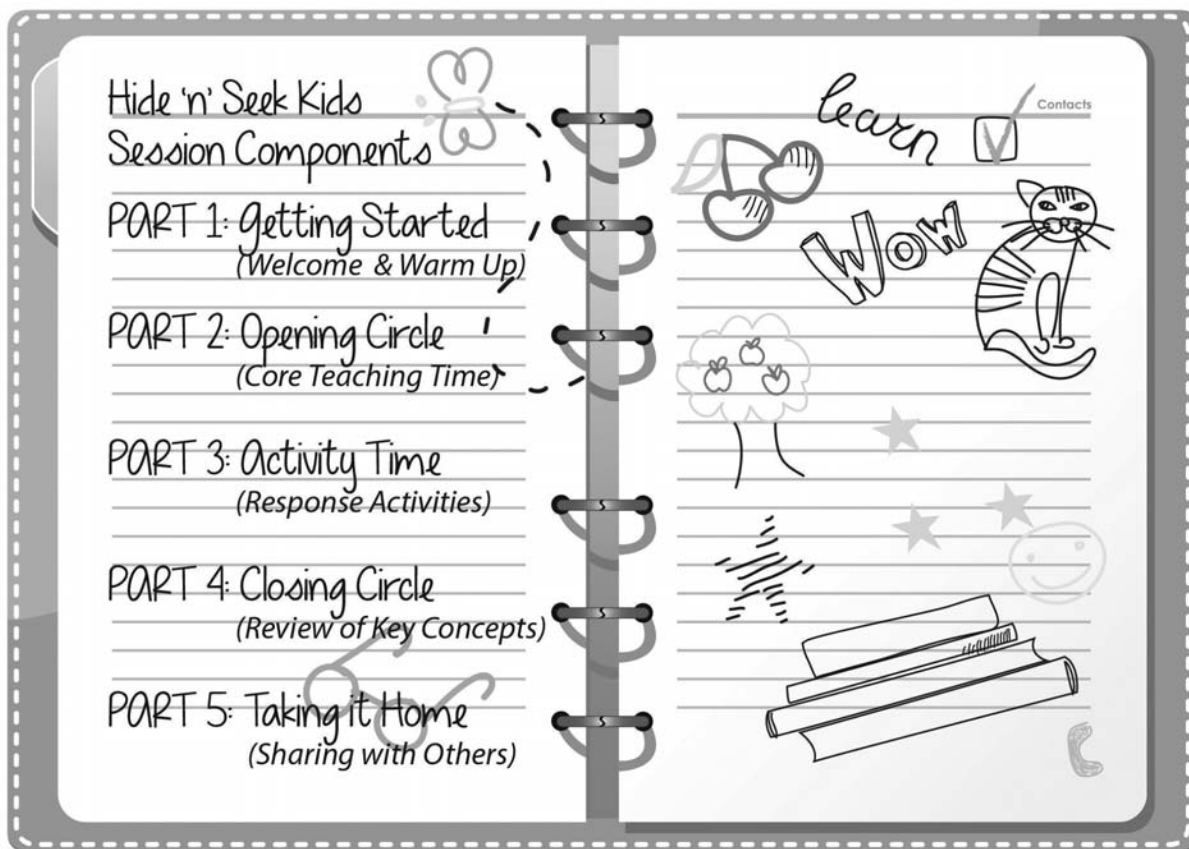 Hide 'n' Seek Kids
Session Components
PART 1: Getting Started
(Welcome & Warm Up)
PART 2: Opening Circle
(Core Teaching Time)
PART 3: Activity Time
(Response Activities)
PART 4: Closing Circle
(Review of Key Concepts)
PART 5: Taking it Home
(Sharing with Others)
learn
Contacts
Wow